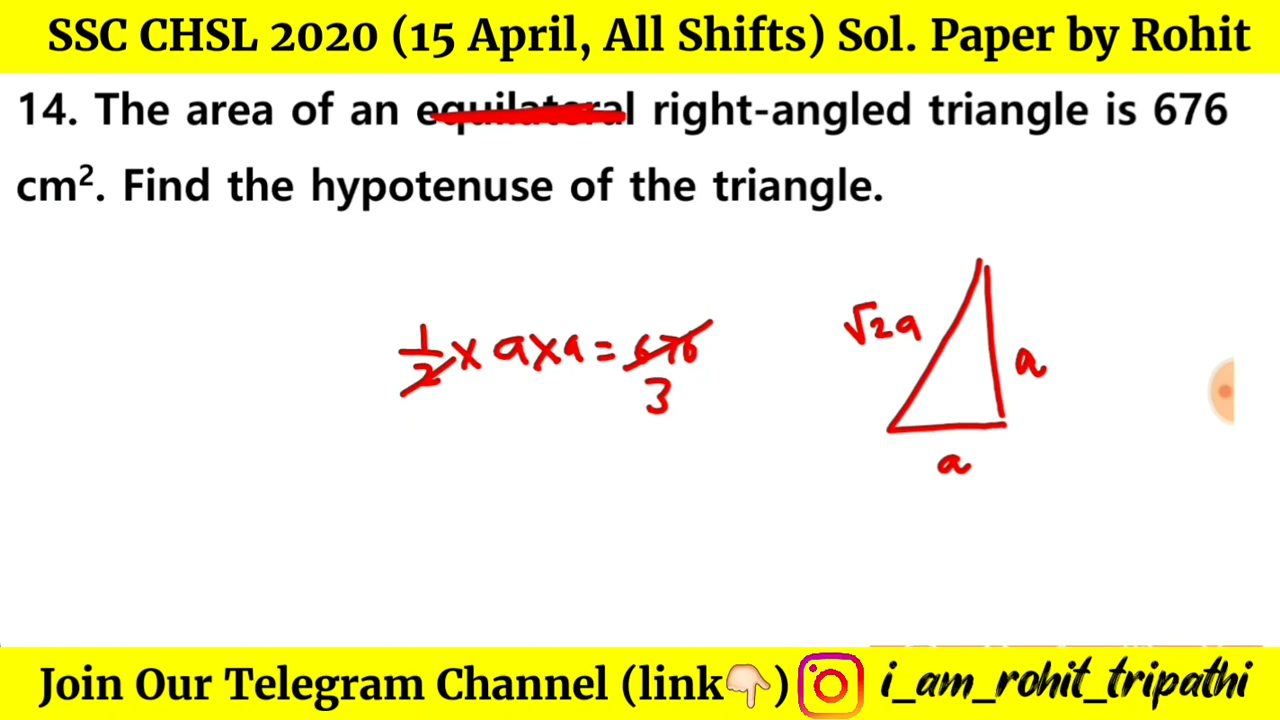 SSC CHSL 2020 (15 April, All Shifts) Sol. Paper by Rohit
14. The area of an equilateral right-angled triangle is 676
cm². Find the hypotenuse of the triangle.
1/2 × a × a = 676
3
√2a
a
a
Join Our Telegram Channel (link👇🏻) i_am_rohit_tripathi